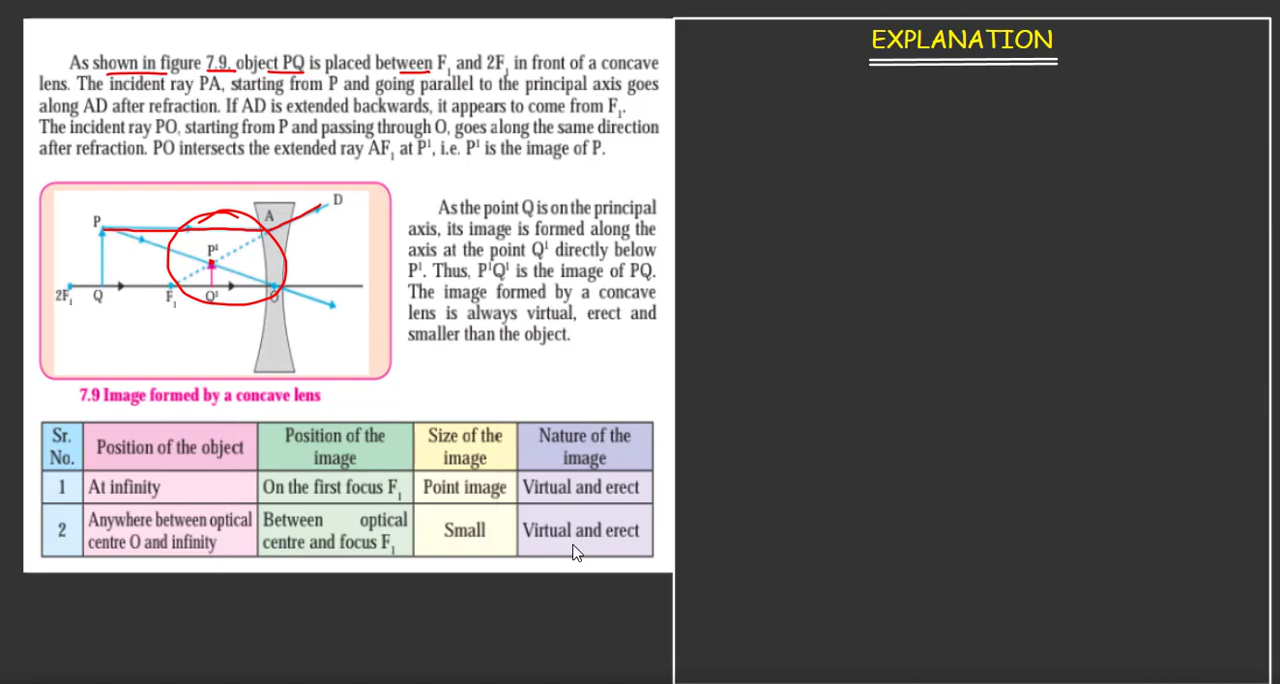 EXPLANATION
As shown in figure 7.9, object PQ is placed between F₁ and 2F₁ in front of a concave
lens. The incident ray PA, starting from P and going parallel to the principal axis goes
along AD after refraction. If AD is extended backwards, it appears to come from F₁.
The incident ray PO, starting from P and passing through O, goes along the same direction
after refraction. PO intersects the extended ray AF₁ at P¹, i.e. P¹ is the image of P.
D
A
P
P¹
2F₁ Q F₁ Q¹ O
7.9 Image formed by a concave lens
As the point Q is on the principal
axis, its image is formed along the
axis at the point Q¹ directly below
P¹. Thus, P¹Q¹ is the image of PQ.
The image formed by a concave
lens is always virtual, erect and
smaller than the object.
Sr. No. Position of the object Position of the image Size of the image Nature of the image
1 At infinity On the first focus F₁ Point image Virtual and erect
2 Anywhere between optical centre O and infinity Between optical centre and focus F₁ Small Virtual and erect